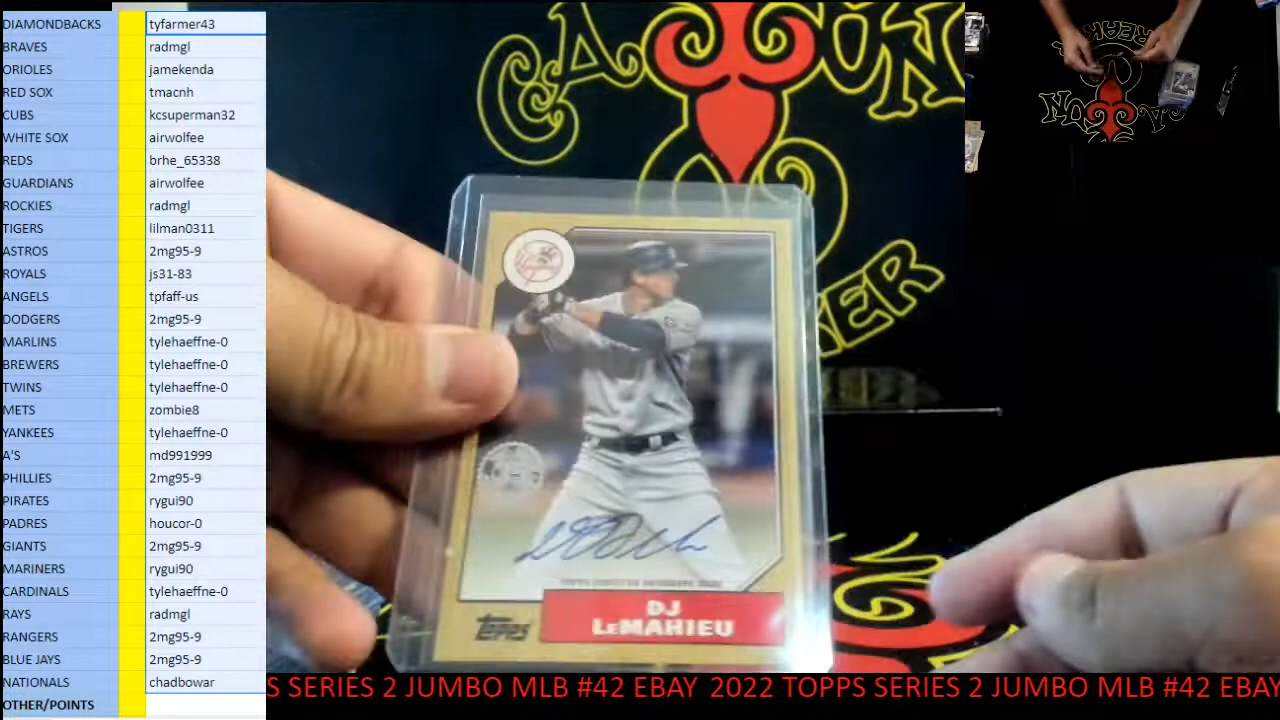 DIAMONDBACKS tyfarmer43
BRAVES radmgl
ORIOLES jamekenda
RED SOX tmacnh
CUBS kcsuperman32
WHITE SOX airwolfee
REDS brhe_65338
GUARDIANS airwolfee
ROCKIES radmgl
TIGERS lilman0311
ASTROS 2mg95-9
ROYALS js31-83
ANGELS tpfaff-us
DODGERS 2mg95-9
MARLINS tylehaeffne-0
BREWERS tylehaeffne-0
TWINS tylehaeffne-0
METS zombie8
YANKEES tylehaeffne-0
A'S md991999
PHILLIES 2mg95-9
PIRATES rygui90
PADRES houcor-0
GIANTS 2mg95-9
MARINERS rygui90
CARDINALS tylehaeffne-0
RAYS radmgl
RANGERS 2mg95-9
BLUE JAYS 2mg95-9
NATIONALS chadbowar
OTHER/POINTS
Topps
DJ
LeMAHIEU
S SERIES 2 JUMBO MLB #42 EBAY 2022 TOPPS SERIES 2 JUMBO MLB #42 EBAY